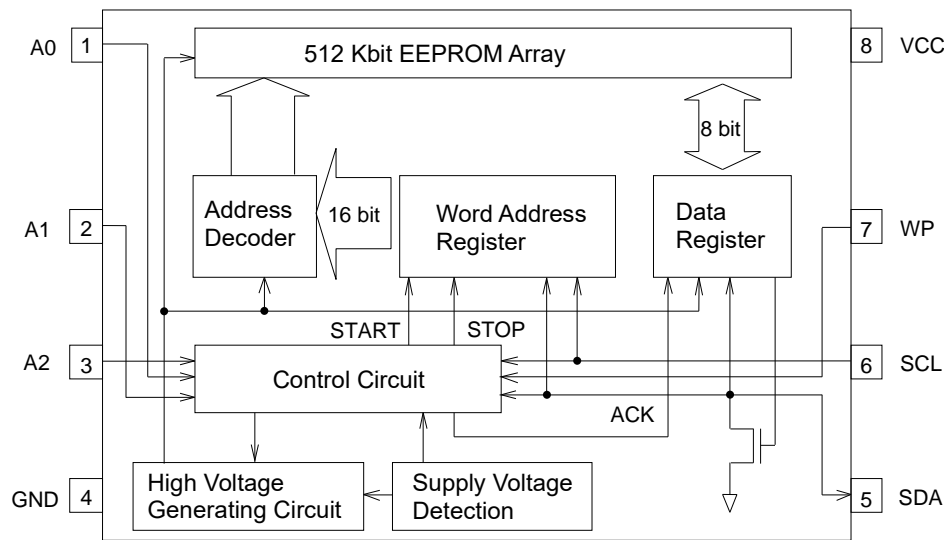 A0
1
512 Kbit EEPROM Array
8
VCC
8 bit
A1
2
Address
Decoder
16 bit
Word Address
Register
Data
Register
7
WP
START
STOP
A2
3
Control Circuit
6
SCL
ACK
GND
4
High Voltage
Generating Circuit
Supply Voltage
Detection
5
SDA